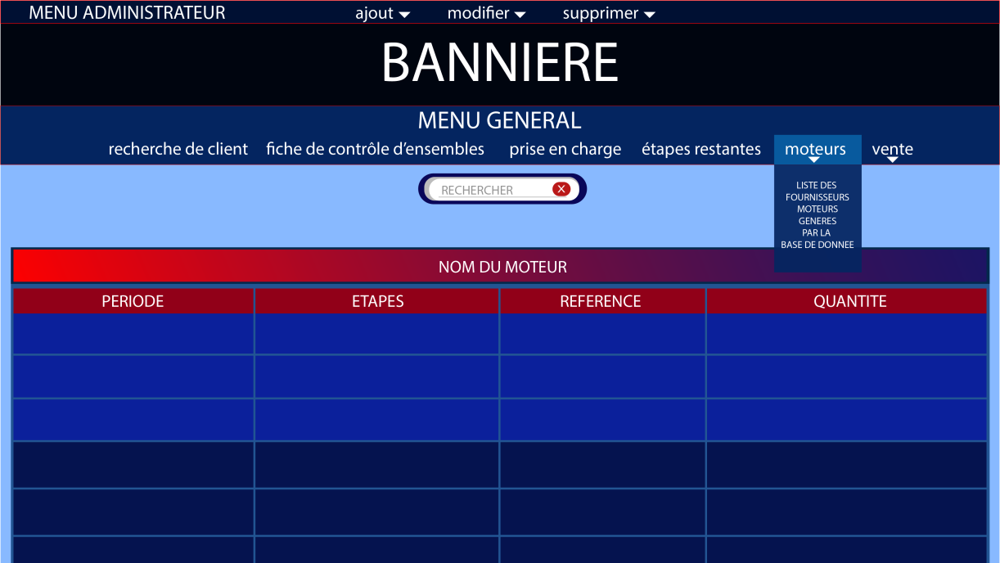 MENU ADMINISTRATEUR ajout modifier supprimer
BANNIERE
MENU GENERAL
recherche de client fiche de contrôle d'ensembles prise en charge étapes restantes moteurs vente
RECHERCHER X
LISTE DES
FOURNISSEURS
MOTEURS
GENERES
PAR LA
BASE DE DONNEE
NOM DU MOTEUR
PERIODE ETAPES REFERENCE QUANTITE